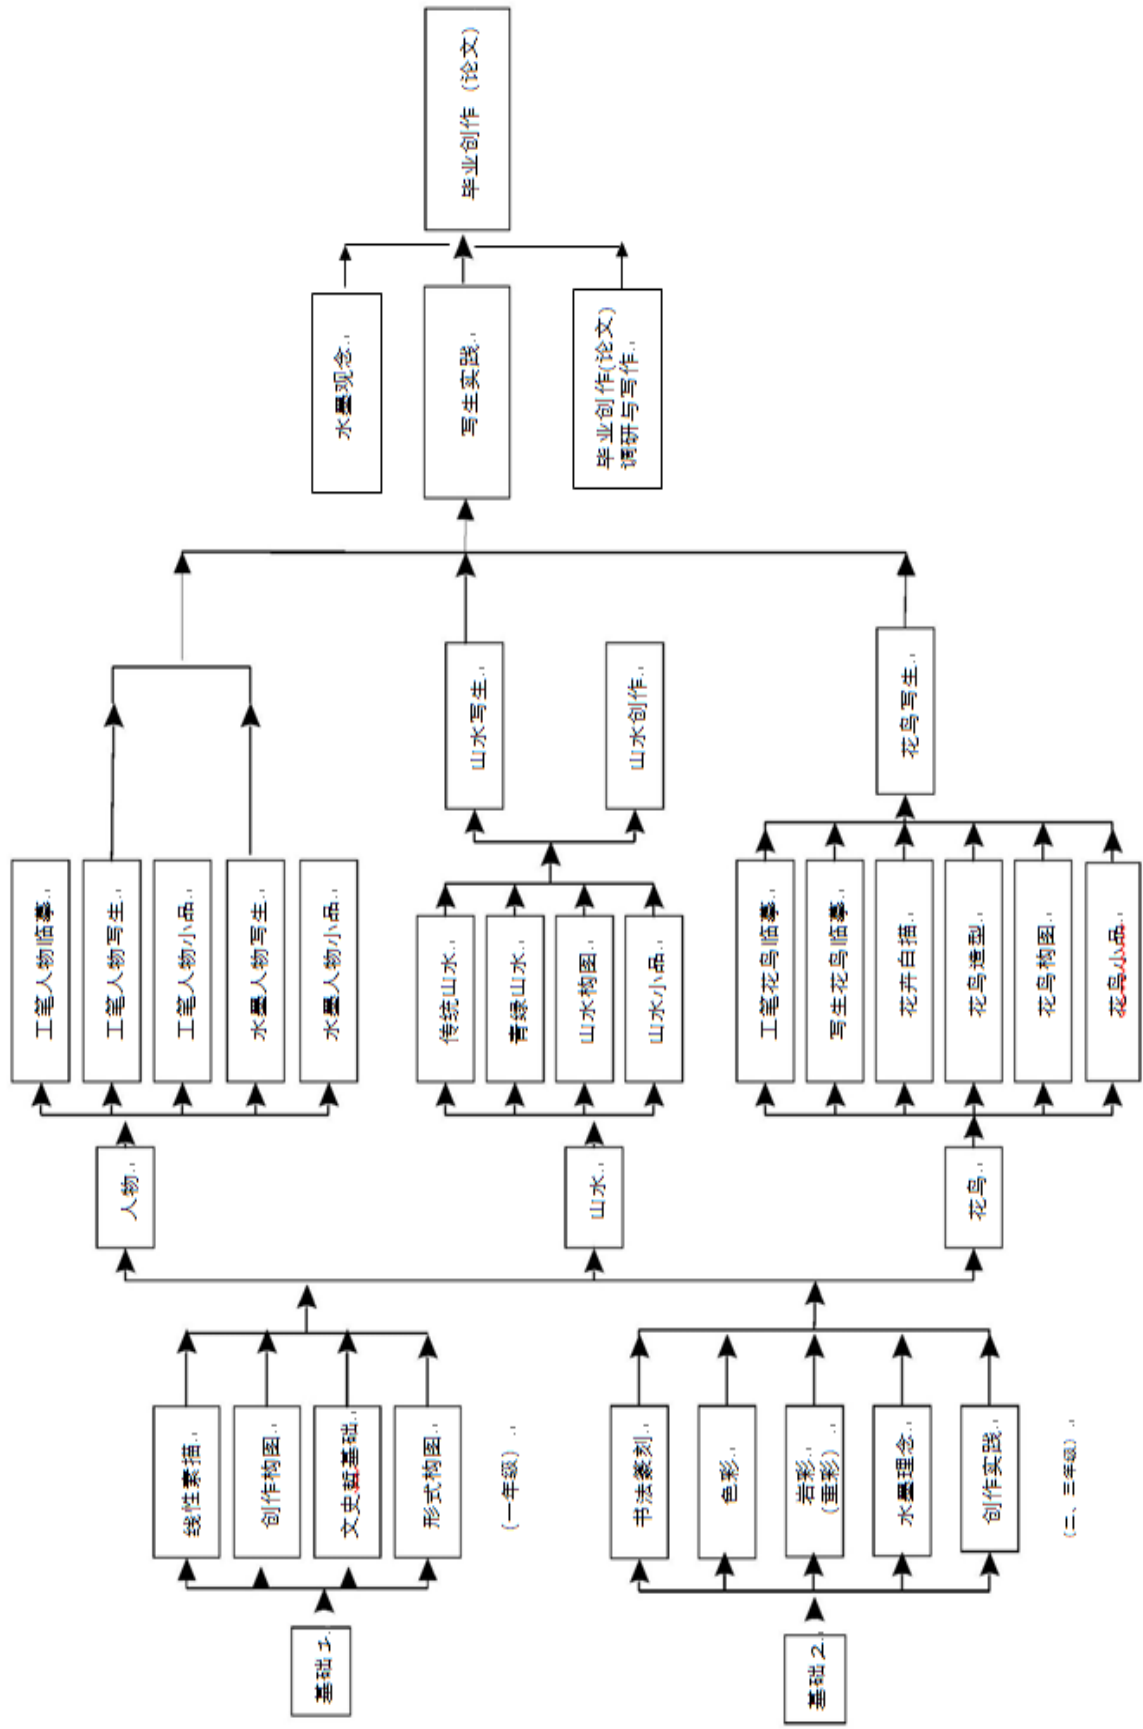 基础 1
线性素描
创作构图
文史哲基础
形式构图
(一年级)
基础 2
书法篆刻
色彩
岩彩
(重彩)
水墨理念
创作实践
(二、三年级)
人物
山水
花鸟
工笔人物临摹
工笔人物写生
工笔人物小品
水墨人物写生
水墨人物小品
传统山水
青绿山水
山水构图
山水小品
工笔花鸟临摹
写生花鸟临摹
花卉白描
花鸟造型
花鸟构图
花鸟小品
山水写生
山水创作
花鸟写生
水墨观念
写生实践
毕业创作(论文)
调研与写作
毕业创作 (论文)